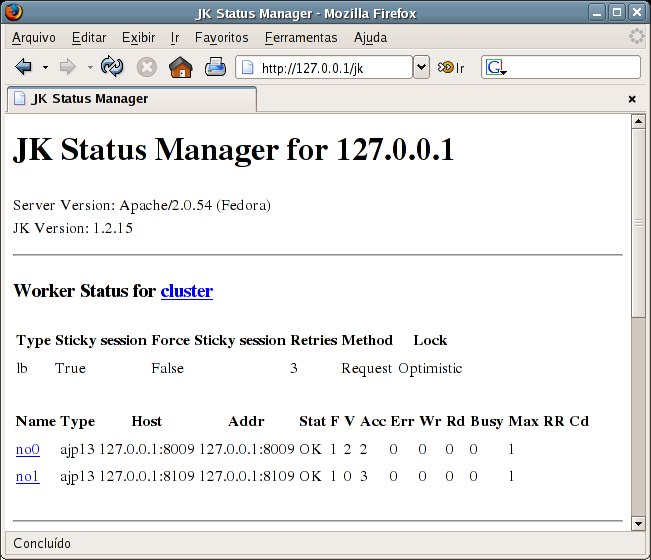 JK Status Manager - Mozilla Firefox
Arquivo Editar Exibir Ir Favoritos Ferramentas Ajuda
http://127.0.0.1/jk Ir G
JK Status Manager
JK Status Manager for 127.0.0.1
Server Version: Apache/2.0.54 (Fedora)
JK Version: 1.2.15
Worker Status for cluster
Type Sticky session Force Sticky session Retries Method Lock
lb True False 3 Request Optimistic
Name Type Host Addr Stat F V Acc Err Wr Rd Busy Max RR Cd
no0 ajp13 127.0.0.1:8009 127.0.0.1:8009 OK 1 2 2 0 0 0 0 1
no1 ajp13 127.0.0.1:8109 127.0.0.1:8109 OK 1 0 3 0 0 0 0 1
Concluído